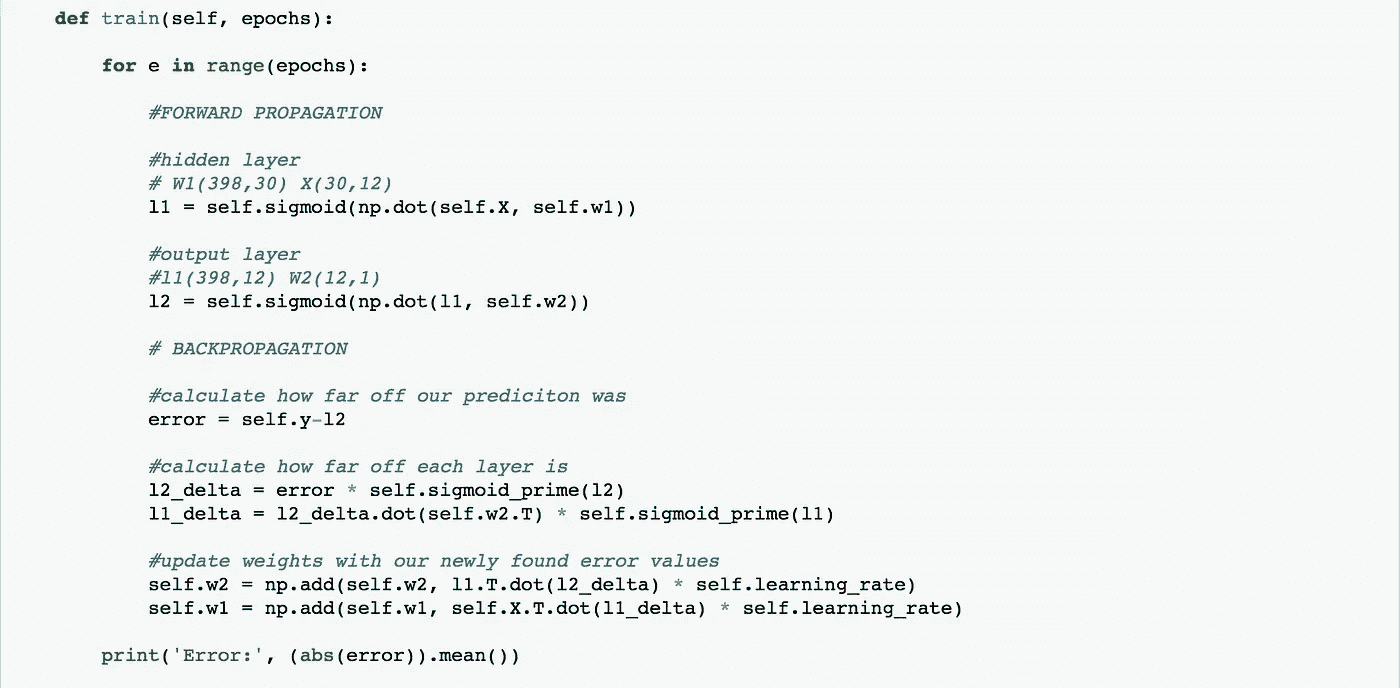 def train(self, epochs):
for e in range(epochs):
#FORWARD PROPAGATION
#hidden layer
# W1(398,30) X(30,12)
l1 = self.sigmoid(np.dot(self.X, self.w1))
#output layer
#l1(398,12) W2(12,1)
l2 = self.sigmoid(np.dot(l1, self.w2))
# BACKPROPAGATION
#calculate how far off our prediciton was
error = self.y-l2
#calculate how far off each layer is
l2_delta = error * self.sigmoid_prime(l2)
l1_delta = l2_delta.dot(self.w2.T) * self.sigmoid_prime(l1)
#update weights with our newly found error values
self.w2 = np.add(self.w2, l1.T.dot(l2_delta) * self.learning_rate)
self.w1 = np.add(self.w1, self.X.T.dot(l1_delta) * self.learning_rate)
print('Error:', (abs(error)).mean())